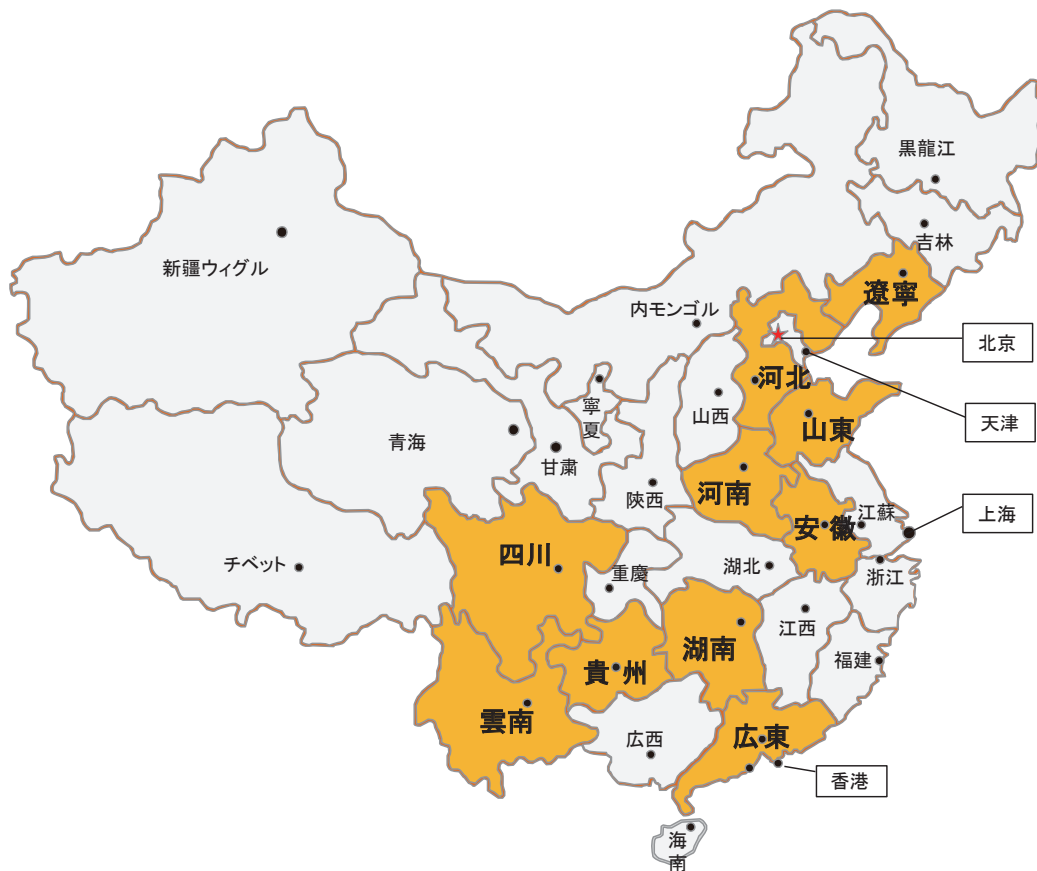 黒龍江
吉林
新疆ウィグル
遼寧
内モンゴル
北京
河北
寧
夏
山西
天津
青海
山東
甘粛
河南
陝西
江蘇
安徽
上海
四川
チベット
重慶
湖北
浙江
江西
湖南
福建
貴州
雲南
広西
広東
香港
海
南